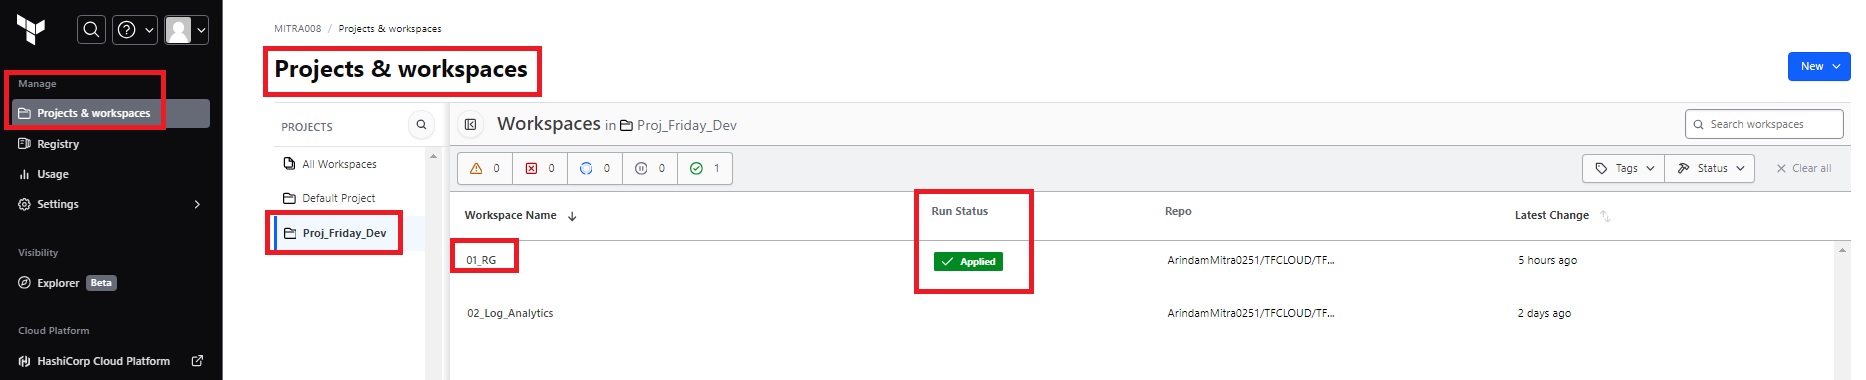 Manage
Projects & workspaces
Registry
Usage
Settings
Visibility
Explorer Beta
Cloud Platform
HashiCorp Cloud Platform
MITRA008 / Projects & workspaces
Projects & workspaces
New
PROJECTS
All Workspaces
Default Project
Proj_Friday_Dev
Workspaces in Proj_Friday_Dev
Search workspaces
0 0 0 0 1
Tags Status Clear all
Workspace Name Run Status Repo Latest Change
01_RG Applied ArindamMitra0251/TFCLOUD/TF... 5 hours ago
02_Log_Analytics ArindamMitra0251/TFCLOUD/TF... 2 days ago